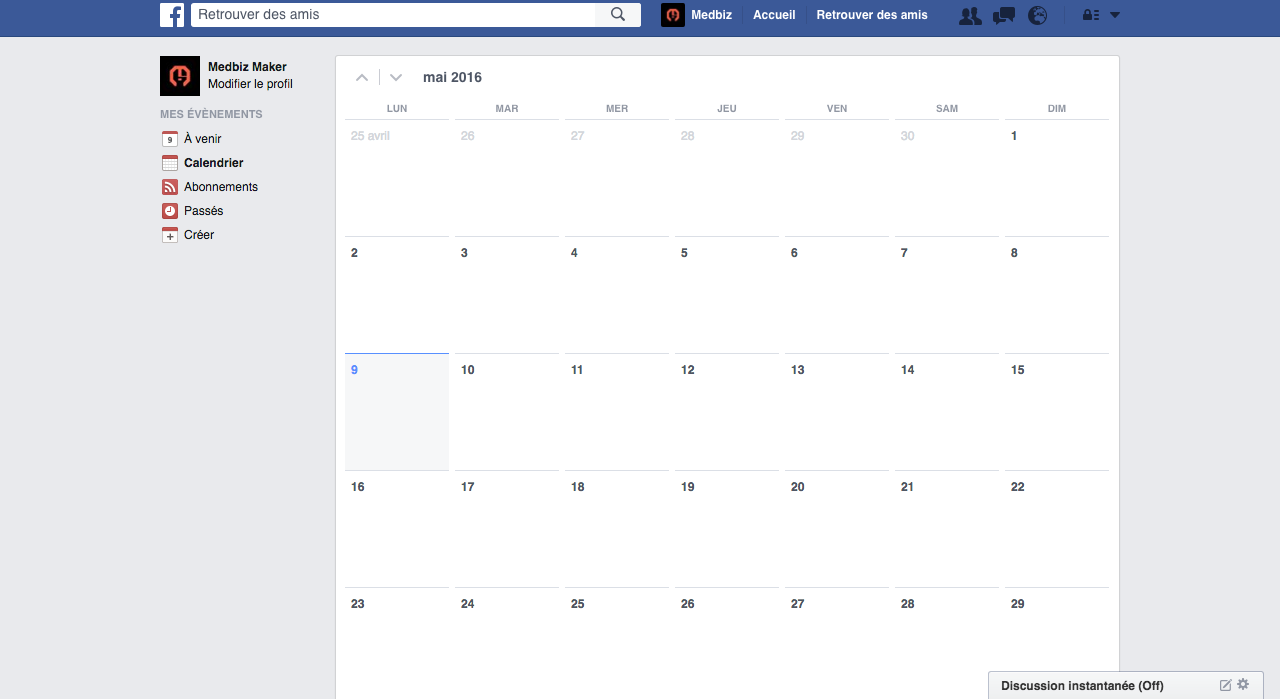 Retrouver des amis
Medbiz Accueil Retrouver des amis
Medbiz Maker
Modifier le profil
MES ÉVÈNEMENTS
9 À venir
Calendrier
Abonnements
Passés
Créer
mai 2016
LUN MAR MER JEU VEN SAM DIM
25 avril 26 27 28 29 30 1
2 3 4 5 6 7 8
9 10 11 12 13 14 15
16 17 18 19 20 21 22
23 24 25 26 27 28 29
Discussion instantanée (Off)